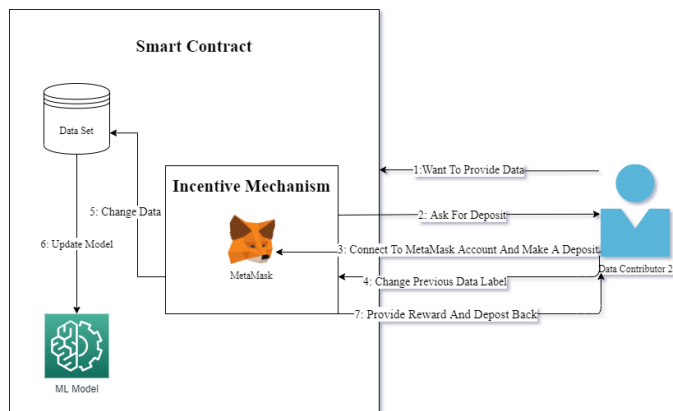 Smart Contract
Data Set
1:Want To Provide Data
Incentive Mechanism
5: Change Data
2: Ask For Deposit
6: Update Model
3: Connect To MetaMask Account And Make A Deposit
MetaMask
Data Contributor 2
4: Change Previous Data Label
7: Provide Reward And Depost Back
ML Model